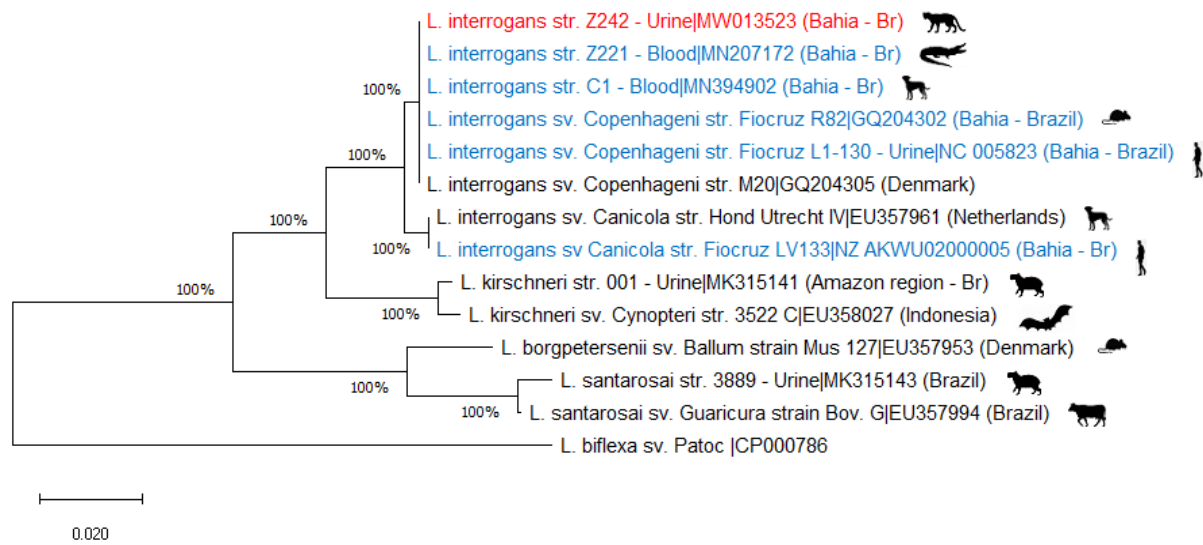 L. interrogans str. Z242 - Urine|MW013523 (Bahia - Br)
L. interrogans str. Z221 - Blood|MN207172 (Bahia - Br)
100%
L. interrogans str. C1 - Blood|MN394902 (Bahia - Br)
L. interrogans sv. Copenhageni str. Fiocruz R82|GQ204302 (Bahia - Brazil)
100%
L. interrogans sv. Copenhageni str. Fiocruz L1-130 - Urine|NC 005823 (Bahia - Brazil)
L. interrogans sv. Copenhageni str. M20|GQ204305 (Denmark)
100%
L. interrogans sv. Canicola str. Hond Utrecht IV|EU357961 (Netherlands)
100%
L. interrogans sv Canicola str. Fiocruz LV133|NZ AKWU02000005 (Bahia - Br)
100%
L. kirschneri str. 001 - Urine|MK315141 (Amazon region - Br)
100%
L. kirschneri sv. Cynopteri str. 3522 C|EU358027 (Indonesia)
L. borgpetersenii sv. Ballum strain Mus 127|EU357953 (Denmark)
100%
L. santarosai str. 3889 - Urine|MK315143 (Brazil)
100%
L. santarosai sv. Guaricura strain Bov. G|EU357994 (Brazil)
L. biflexa sv. Patoc |CP000786
0.020